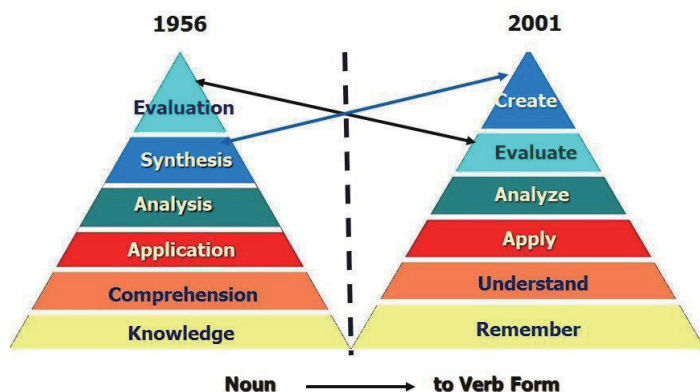 1956
Evaluation
Synthesis
Analysis
Application
Comprehension
Knowledge
2001
Create
Evaluate
Analyze
Apply
Understand
Remember
Noun to Verb Form